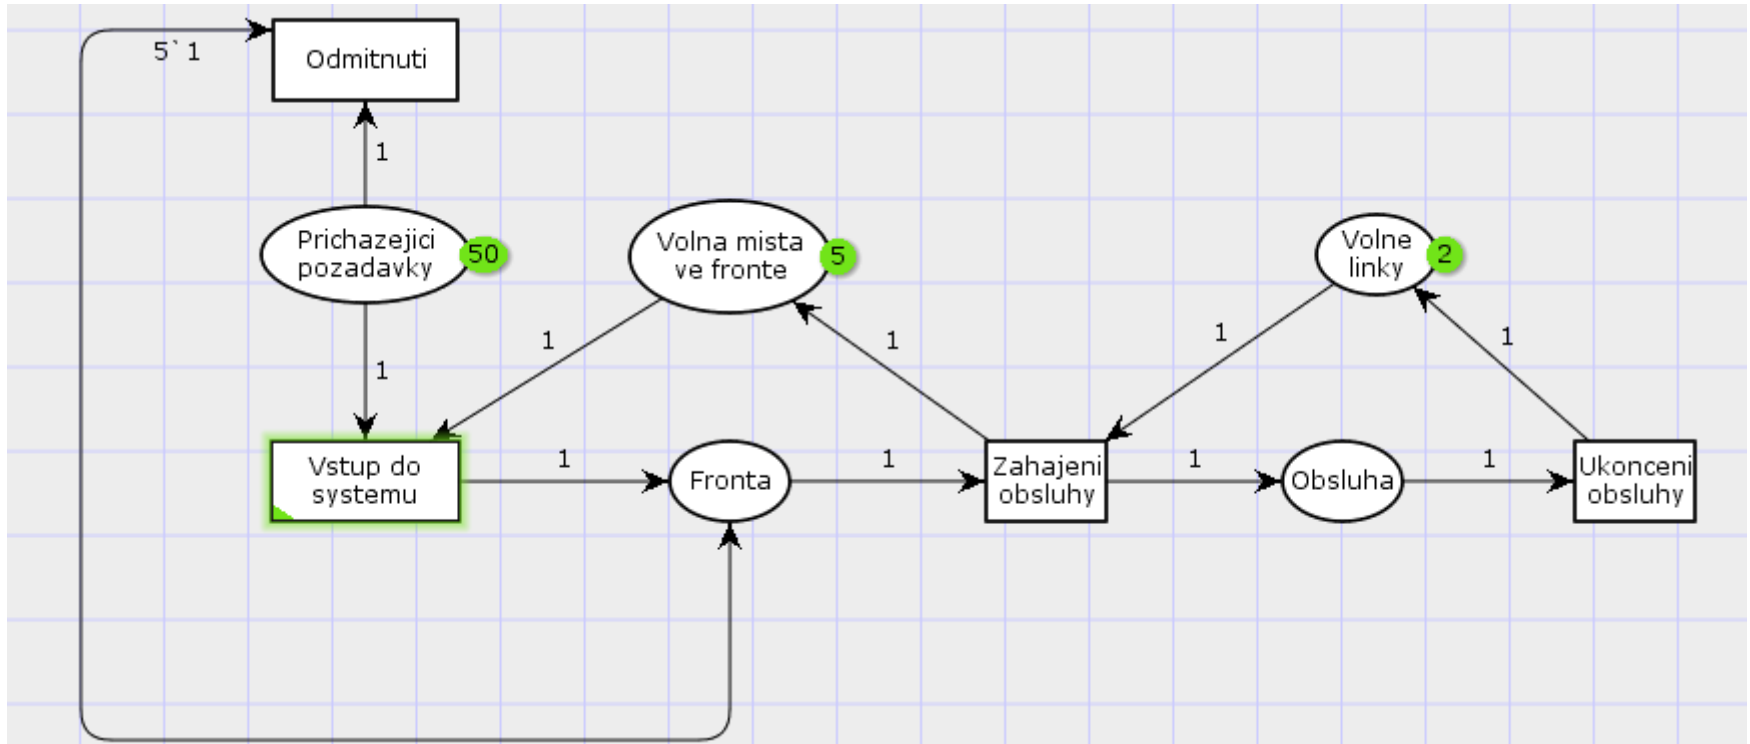 Odmitnuti
5`1
1
Prichazejici
pozadavky
50
Volna mista
ve fronte
5
Volne
linky
2
1
1
1
1
1
Vstup do
systemu
1
Fronta
1
Zahajeni
obsluhy
1
Obsluha
1
Ukonceni
obsluhy